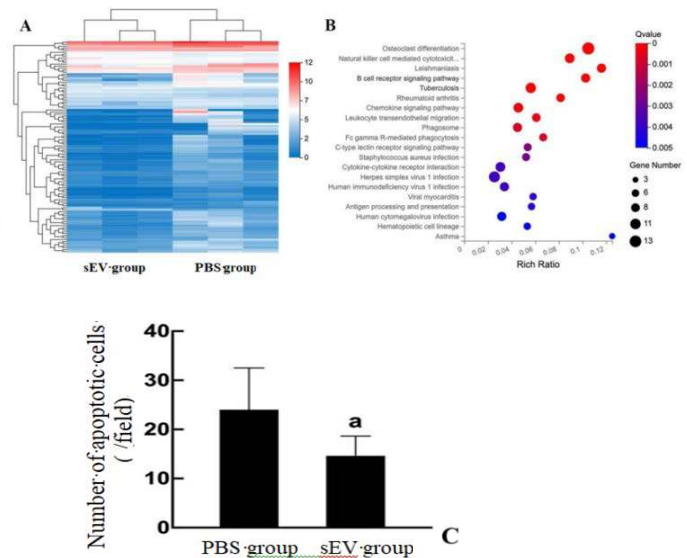 A
12
10
7
5
2
0
sEV·group
PBS·group
B
Osteoclast differentiation
Natural killer cell mediated cytotoxicit...
Leishmaniasis
B cell receptor signaling pathway
Tuberculosis
Rheumatoid arthritis
Chemokine signaling pathway
Leukocyte transendothelial migration
Phagosome
Fc gamma R-mediated phagocytosis
C-type lectin receptor signaling pathway
Staphylococcus aureus infection
Cytokine-cytokine receptor interaction
Herpes simplex virus 1 infection
Human immunodeficiency virus 1 infection
Viral myocarditis
Antigen processing and presentation
Human cytomegalovirus infection
Hematopoietic cell lineage
Asthma
0
0.02
0.04
0.06
0.08
0.1
0.12
Rich Ratio
Qvalue
0
0.001
0.002
0.003
0.004
0.005
Gene Number
3
6
8
11
13
Number·of·apoptotic·cells·
( /field)
40
30
20
10
0
a
PBS·group
sEV·group
C